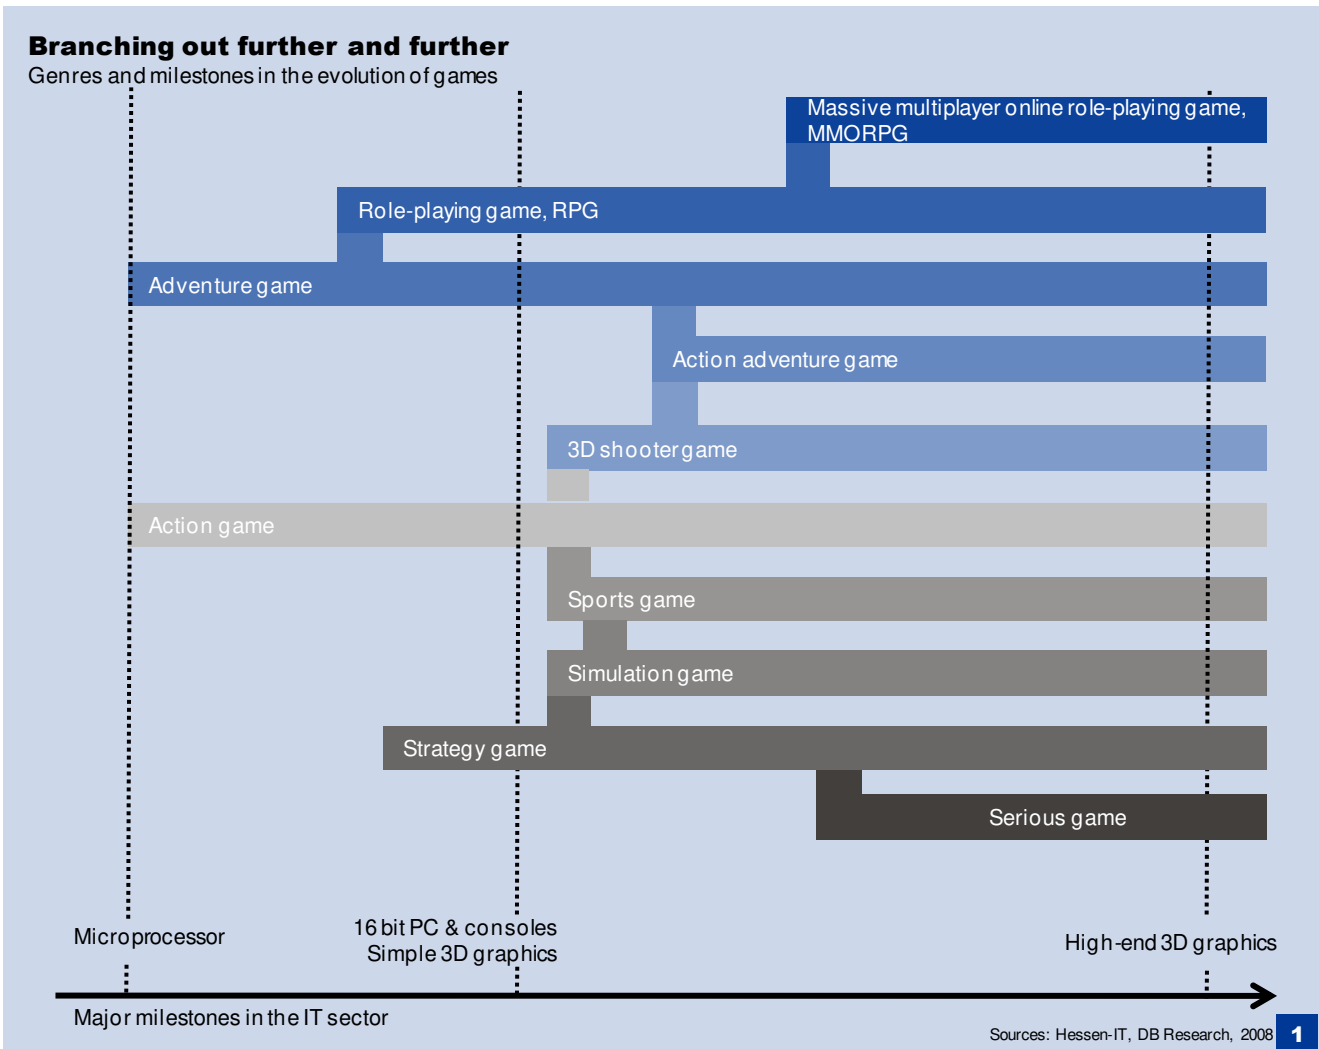 Branching out further and further
Genres and milestones in the evolution of games
Massive multiplayer online role-playing game,
MMORPG
Role-playing game, RPG
Adventure game
Action adventure game
3D shooter game
Action game
Sports game
Simulation game
Strategy game
Serious game
Microprocessor
16 bit PC & consoles
Simple 3D graphics
High-end 3D graphics
Major milestones in the IT sector
Sources: Hessen-IT, DB Research, 2008
1